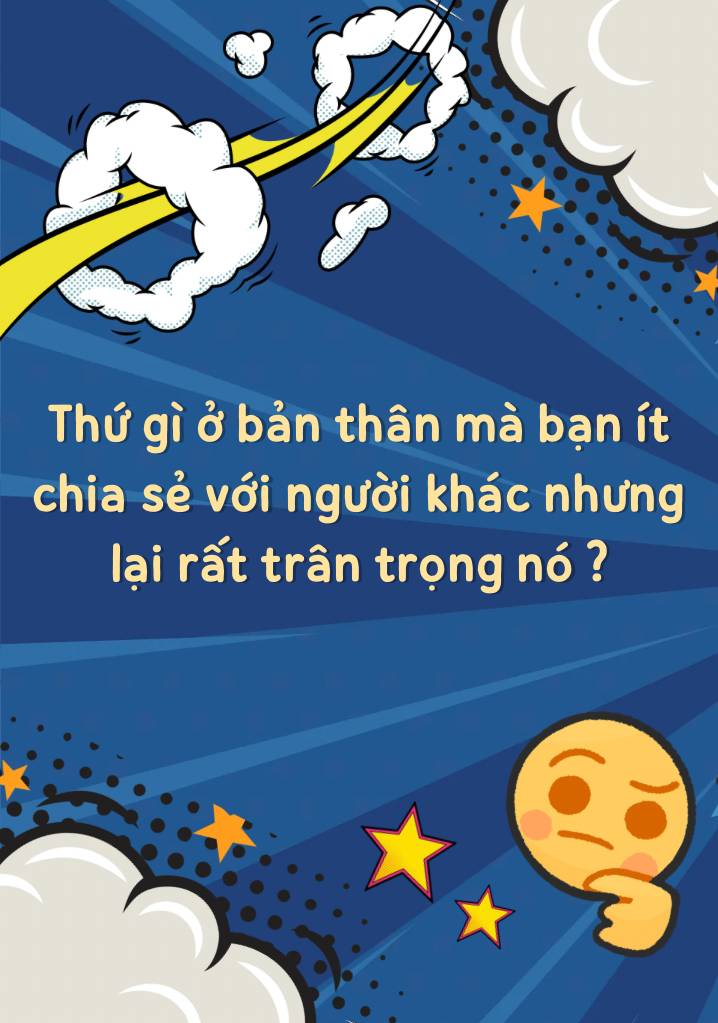 Thứ gì ở bản thân mà bạn ít
chia sẻ với người khác nhưng
lại rất trân trọng nó ?